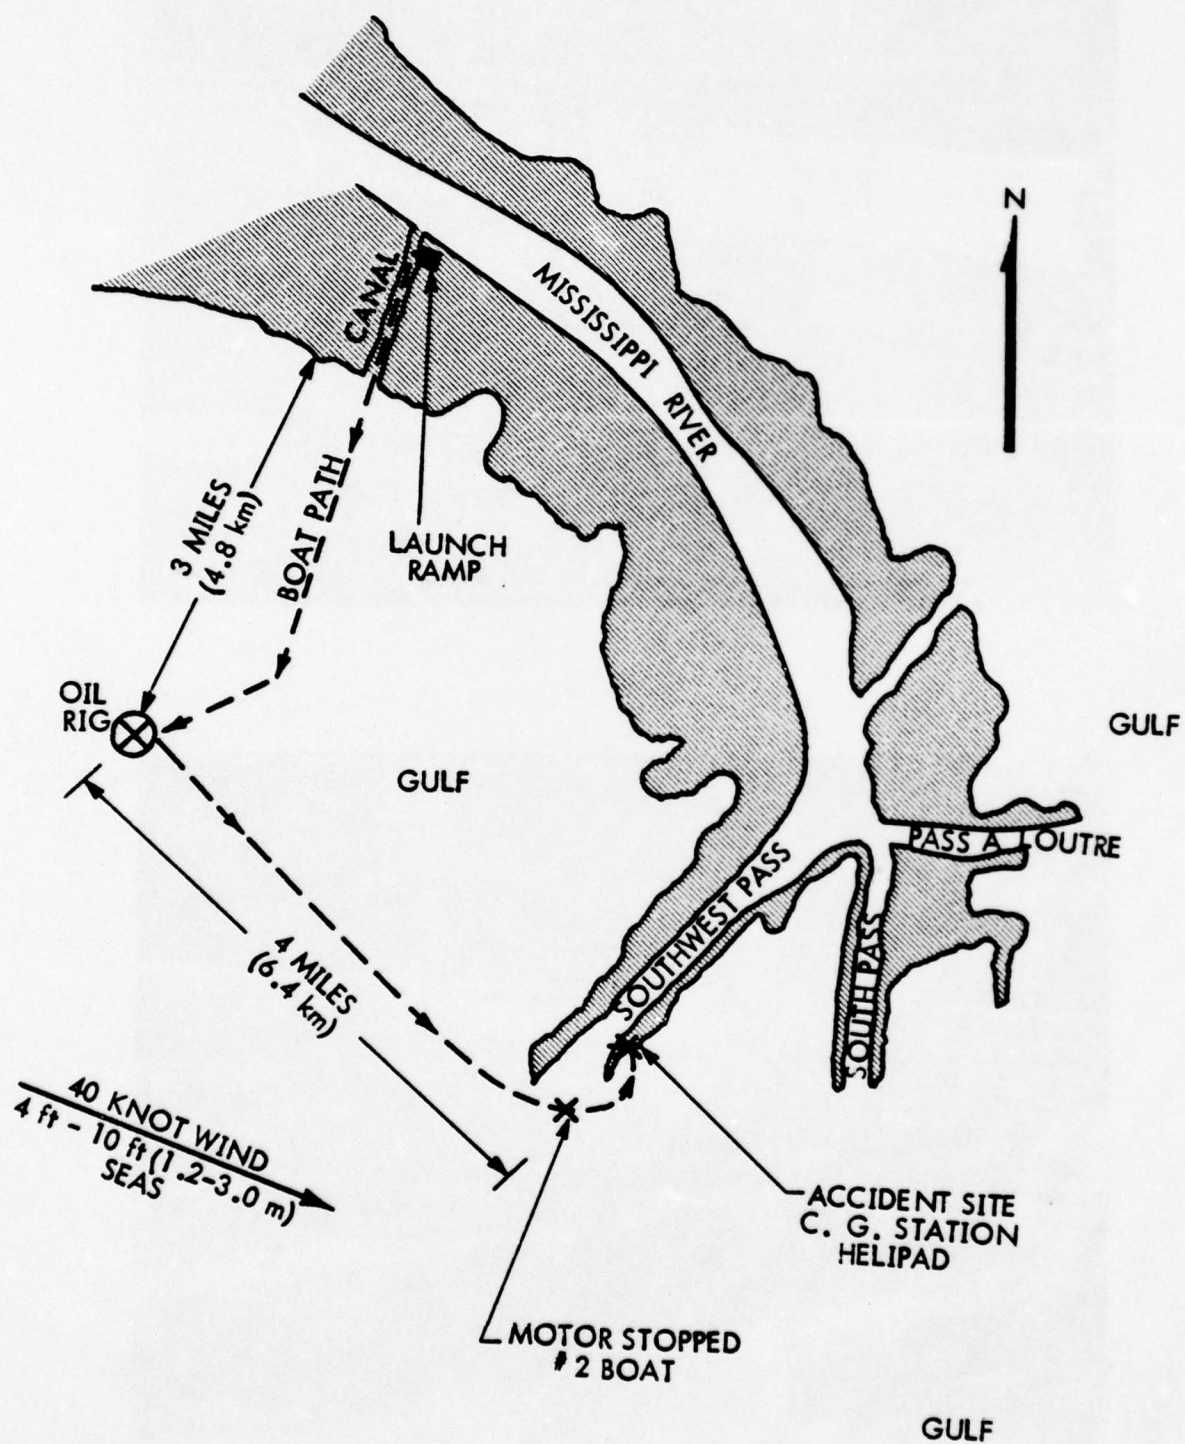 N
MISSISSIPPI
RIVER
CANAL
LAUNCH
RAMP
3 MILES
(4.8 km)
BOAT PATH
OIL
RIG
GULF
GULF
PASS A LOUTRE
SOUTHWEST PASS
SOUTH PASS
4 MILES
(6.4 km)
40 KNOT WIND
4 ft - 10 ft (1.2-3.0 m)
SEAS
ACCIDENT SITE
C. G. STATION
HELIPAD
MOTOR STOPPED
#2 BOAT
GULF